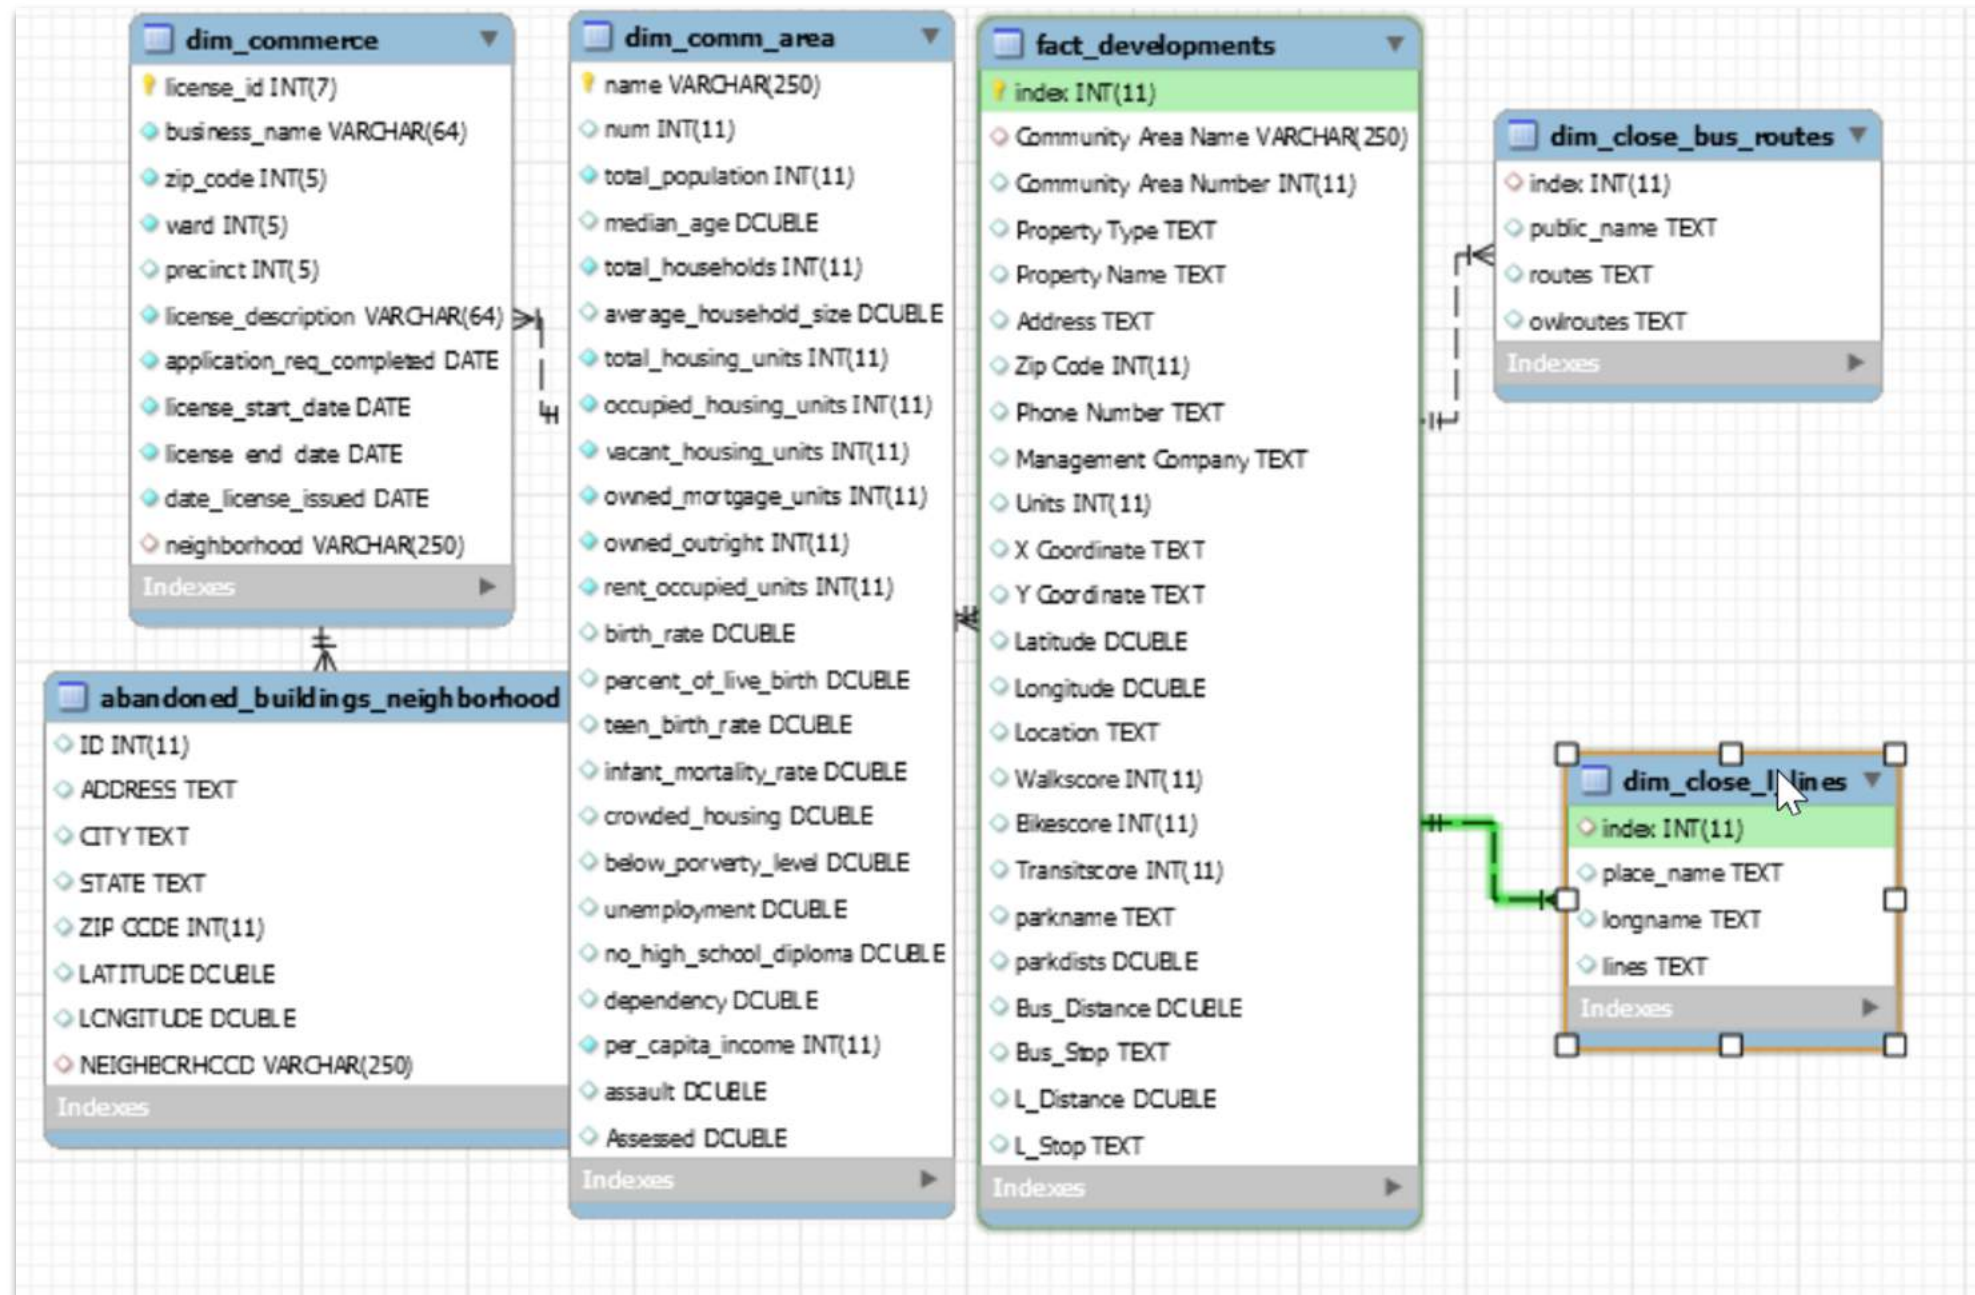 dim_commerce
license_id INT(7)
business_name VARCHAR(64)
zip_code INT(5)
ward INT(5)
precinct INT(5)
license_description VARCHAR(64)
application_req_completed DATE
license_start_date DATE
license_end_date DATE
date_license_issued DATE
neighborhood VARCHAR(250)
Indexes
abandoned_buildings_neighborhood
ID INT(11)
ADDRESS TEXT
CITY TEXT
STATE TEXT
ZIP CODE INT(11)
LATITUDE DOUBLE
LONGITUDE DOUBLE
NEIGHBORHOOD VARCHAR(250)
Indexes
dim_comm_area
name VARCHAR(250)
num INT(11)
total_population INT(11)
median_age DOUBLE
total_households INT(11)
average_household_size DOUBLE
total_housing_units INT(11)
occupied_housing_units INT(11)
vacant_housing_units INT(11)
owned_mortgage_units INT(11)
owned_outright INT(11)
rent_occupied_units INT(11)
birth_rate DOUBLE
percent_of_live_birth DOUBLE
teen_birth_rate DOUBLE
infant_mortality_rate DOUBLE
crowded_housing DOUBLE
below_porverty_level DOUBLE
unemployment DOUBLE
no_high_school_diploma DOUBLE
dependency DOUBLE
per_capita_income INT(11)
assault DOUBLE
Assessed DOUBLE
Indexes
fact_developments
index INT(11)
Community Area Name VARCHAR(250)
Community Area Number INT(11)
Property Type TEXT
Property Name TEXT
Address TEXT
Zip Code INT(11)
Phone Number TEXT
Management Company TEXT
Units INT(11)
X Coordinate TEXT
Y Coordinate TEXT
Latitude DOUBLE
Longitude DOUBLE
Location TEXT
Walkscore INT(11)
Bikescore INT(11)
Transitscore INT(11)
parkname TEXT
parkdists DOUBLE
Bus_Distance DOUBLE
Bus_Stop TEXT
L_Distance DOUBLE
L_Stop TEXT
Indexes
dim_close_bus_routes
index INT(11)
public_name TEXT
routes TEXT
owlroutes TEXT
Indexes
dim_close_l_lines
index INT(11)
place_name TEXT
longname TEXT
lines TEXT
Indexes